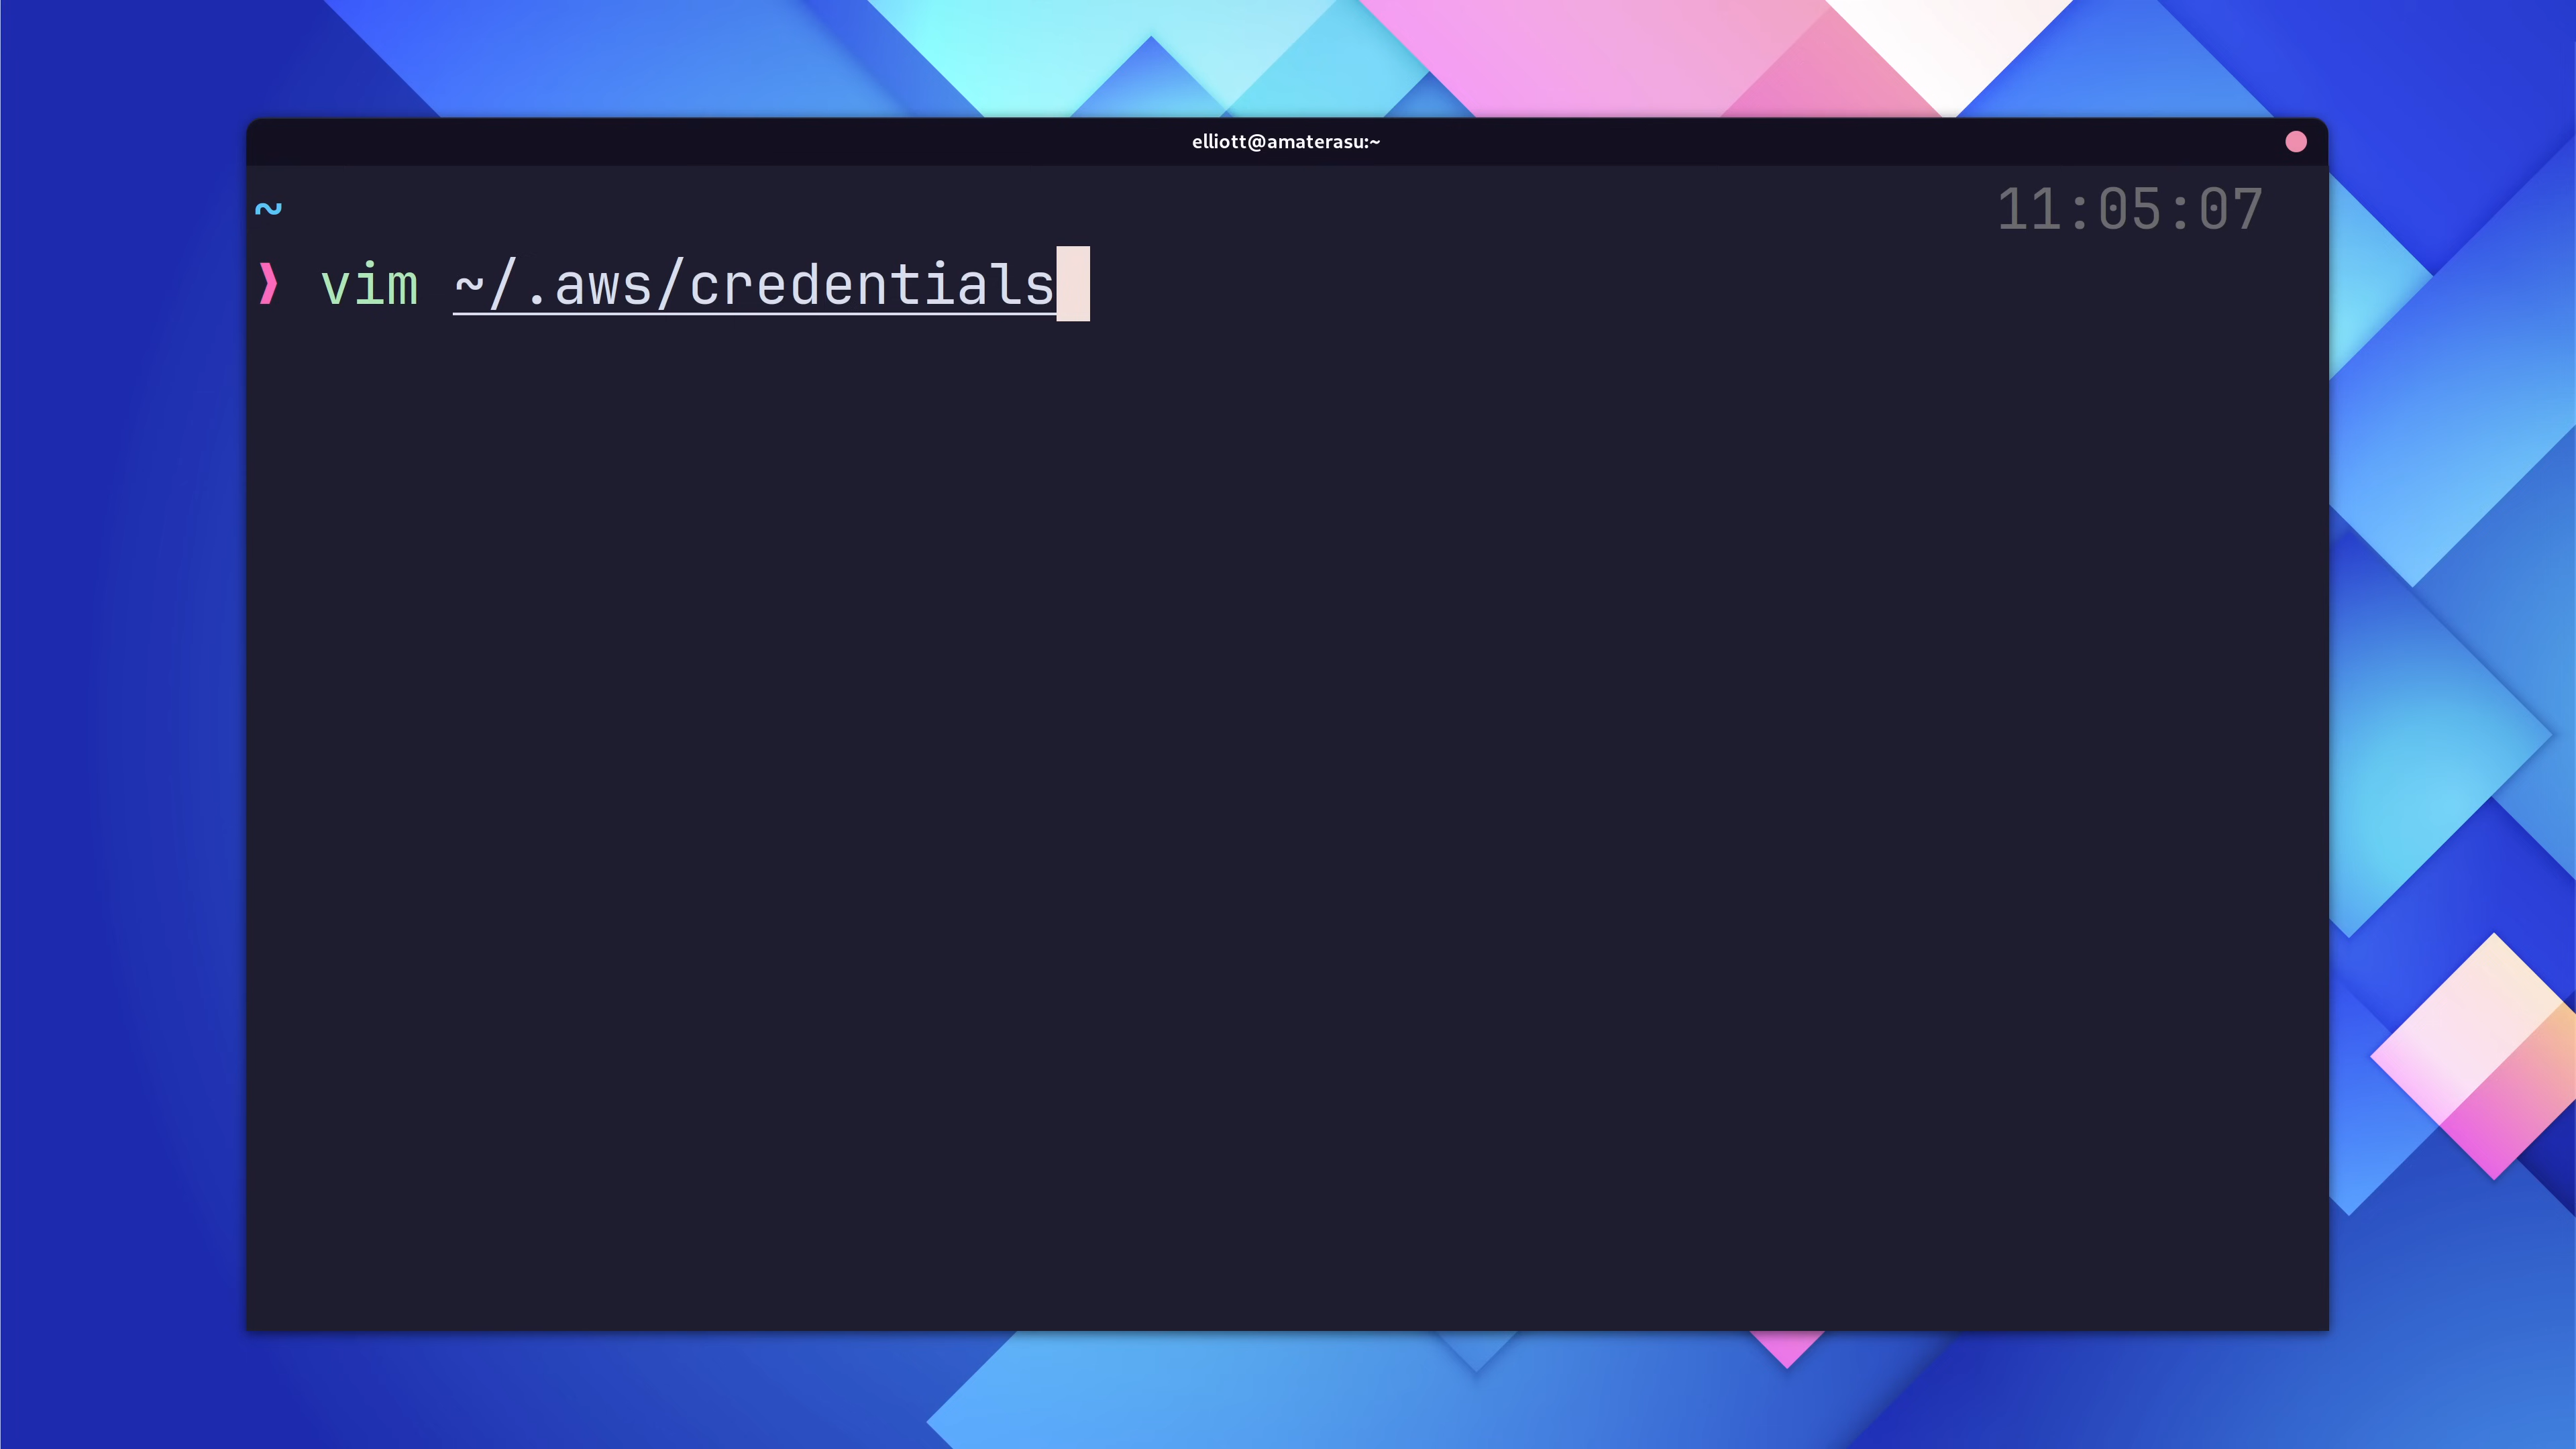 elliott@amaterasu:~
~ 11:05:07
❱ vim ~/.aws/credentials